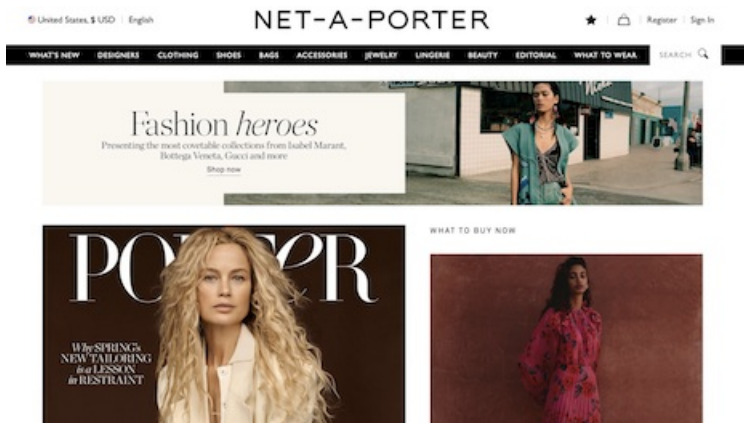 United States, $ USD | English
NET-A-PORTER
Register | Sign In
WHAT'S NEW DESIGNERS CLOTHING SHOES BAGS ACCESSORIES JEWELRY LINGERIE BEAUTY EDITORIAL WHAT TO WEAR SEARCH
Fashion heroes
Presenting the most covetable collections from Isabel Marant,
Bottega Veneta, Gucci and more
Shop now
WHAT TO BUY NOW
PORTER
Why SPRING's
NEW TAILORING
is a LESSON
in RESTRAINT